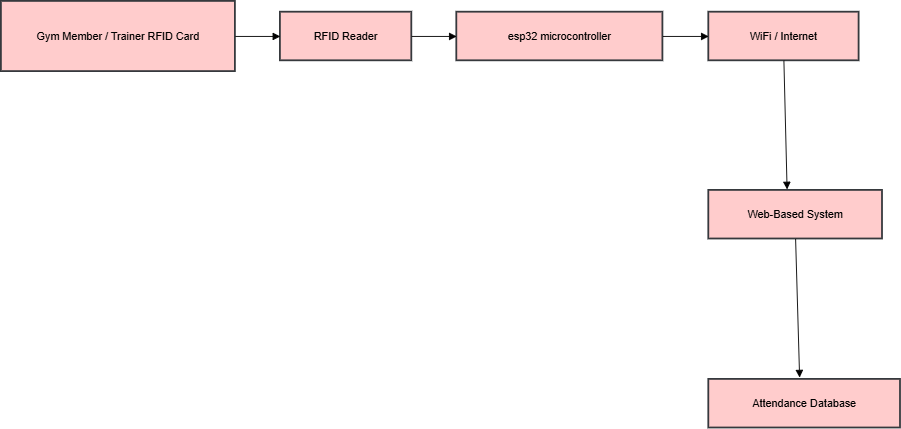 Gym Member / Trainer RFID Card
RFID Reader
esp32 microcontroller
WiFi / Internet
Web-Based System
Attendance Database